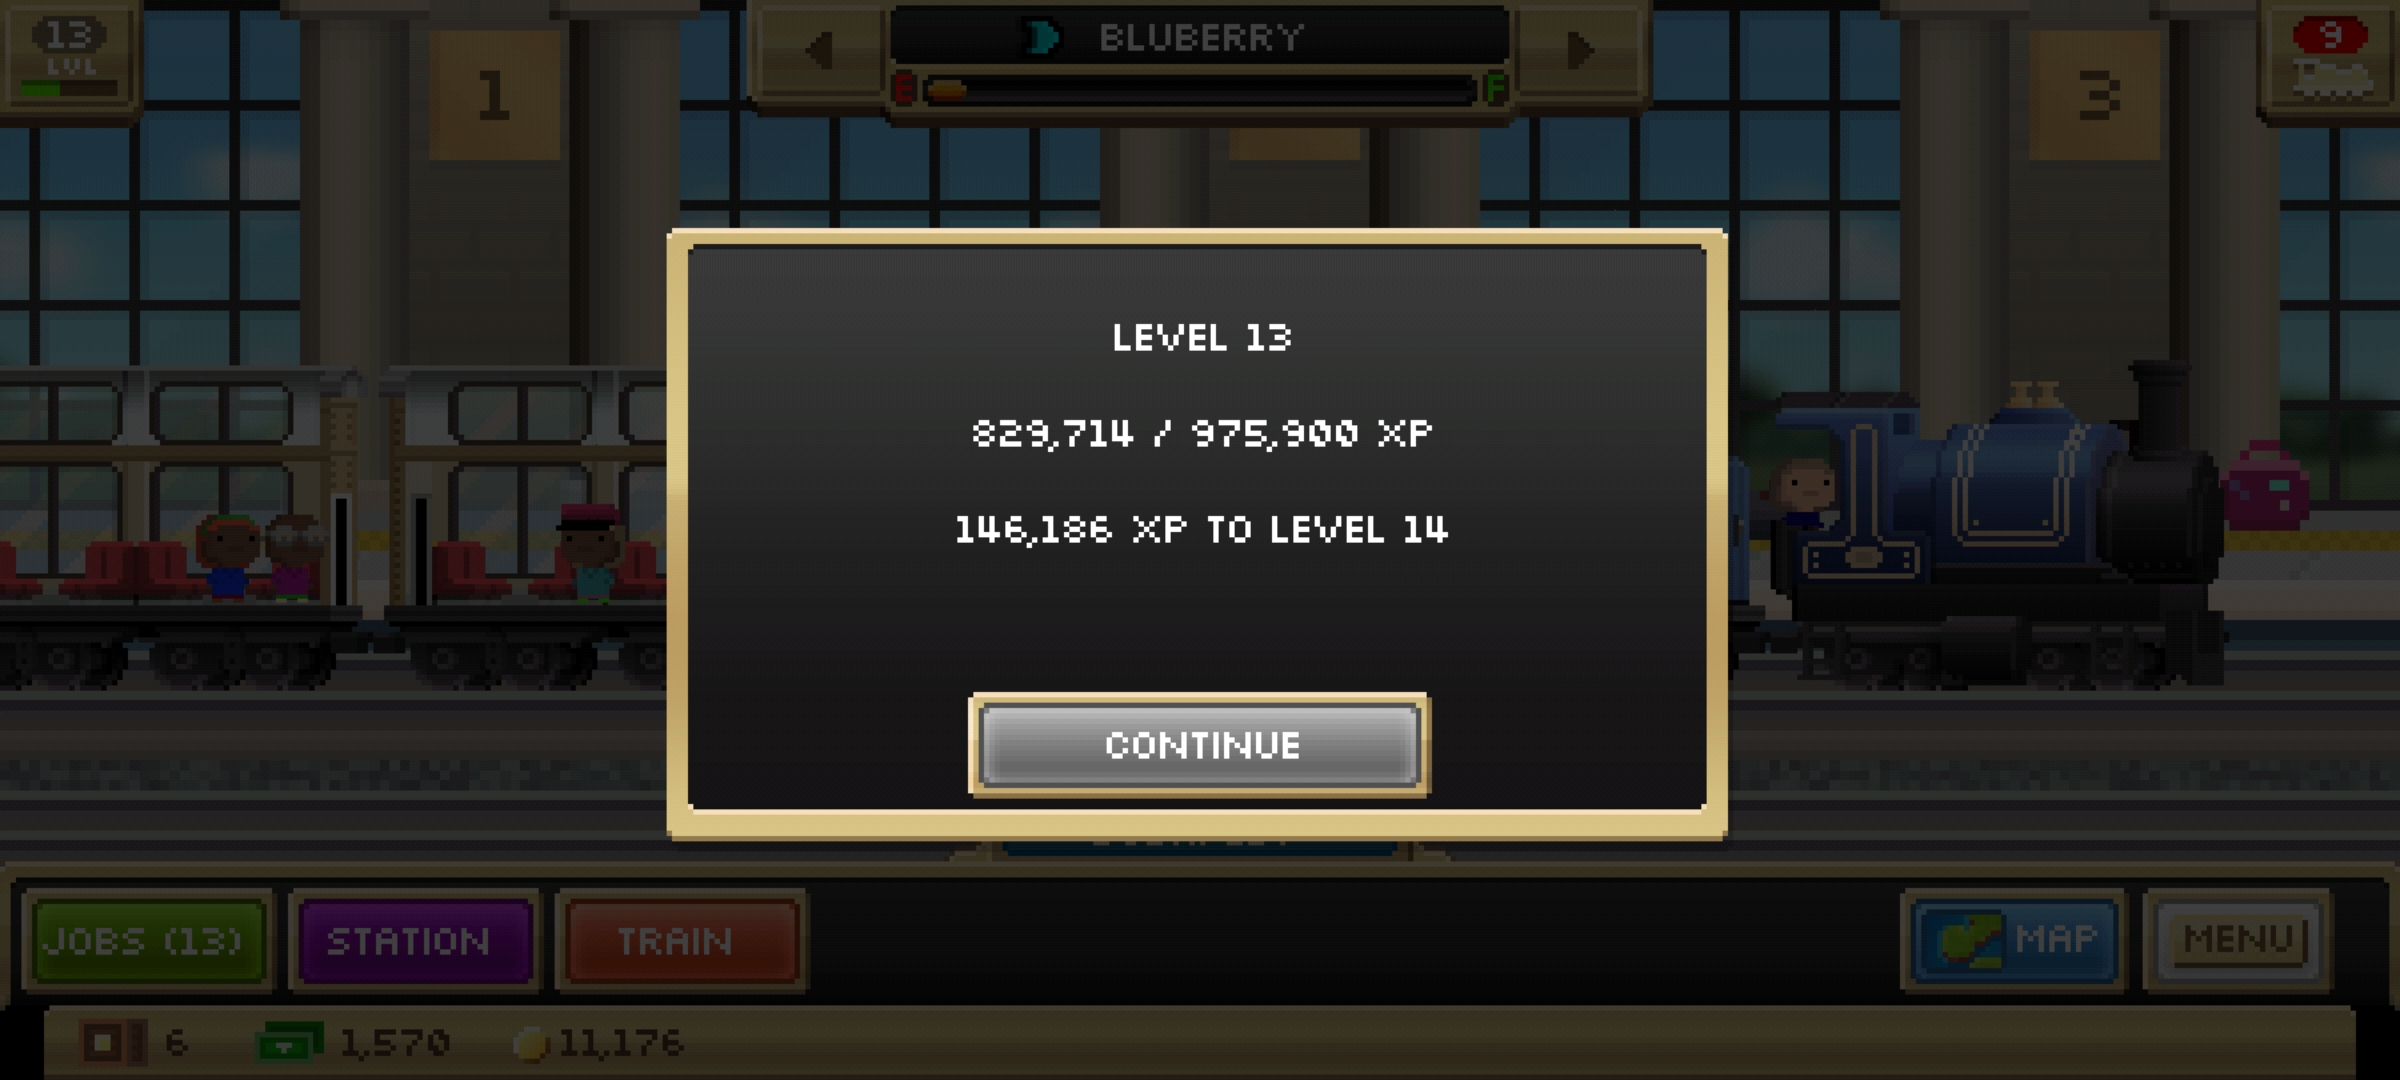 13
LVL
1
BLUBERRY
E
F
3
9
LEVEL 13
829,714 / 975,900 XP
146,186 XP TO LEVEL 14
CONTINUE
JOBS (13)
STATION
TRAIN
MAP
MENU
6
1,570
11,176